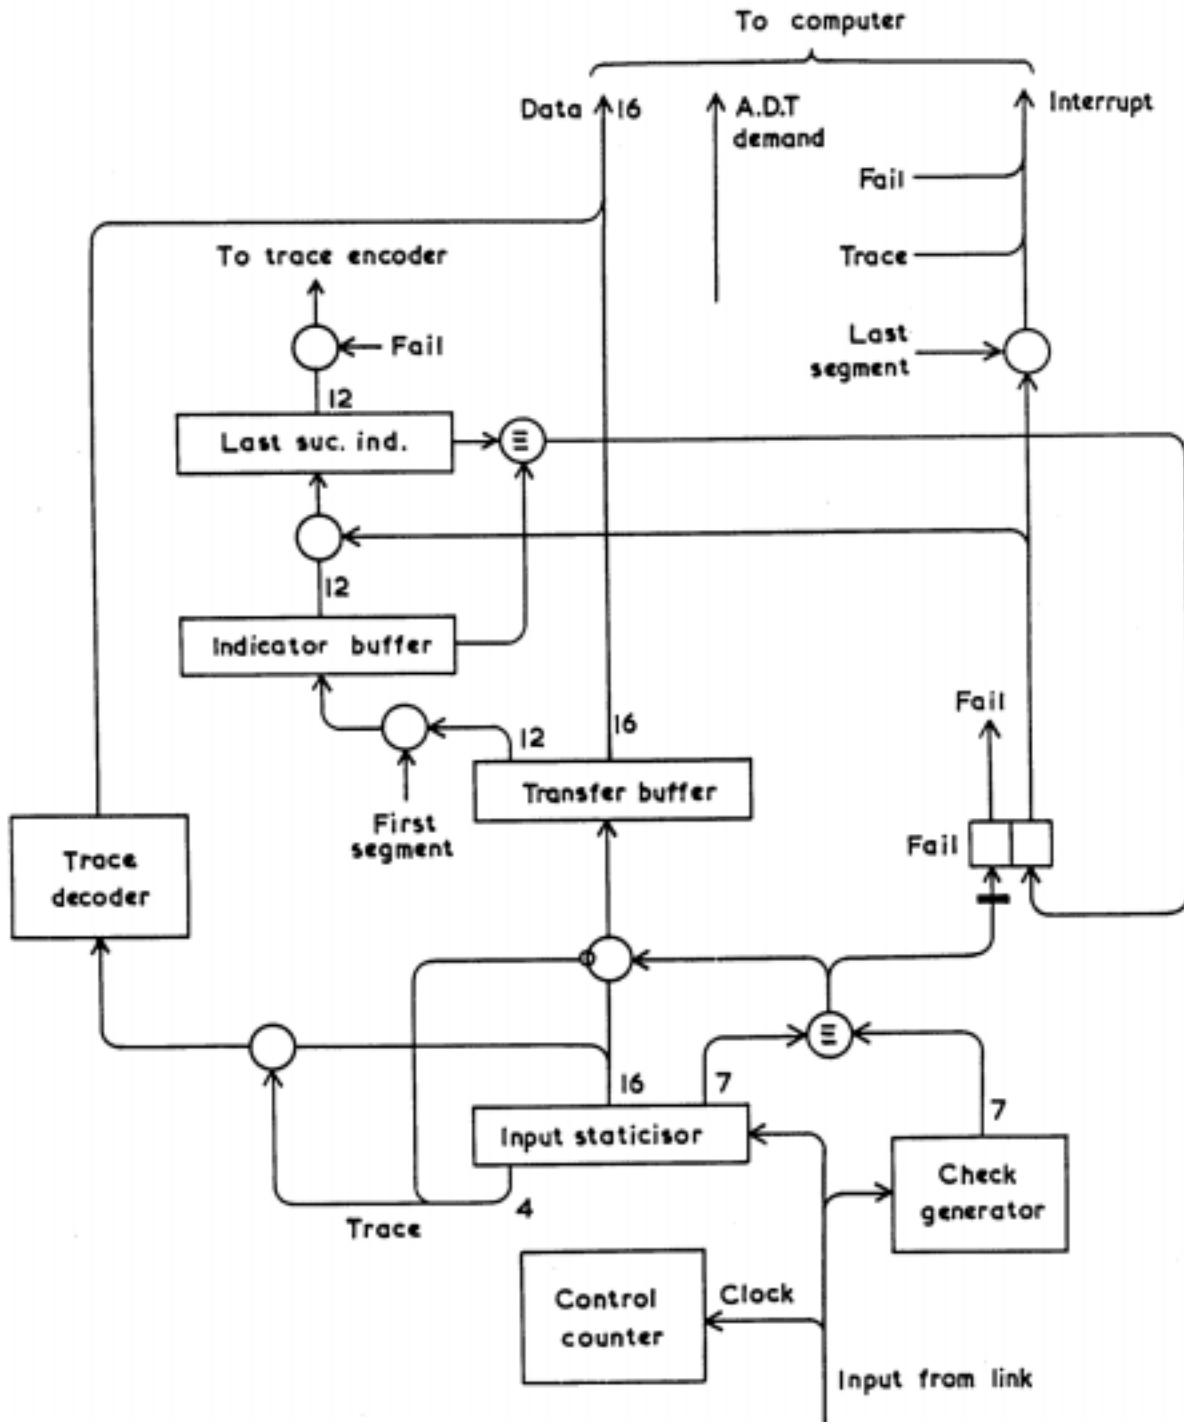 To computer
Data 16
A.D.T
demand
Interrupt
Fail
To trace encoder
Trace
Fail
Last
segment
12
Last suc. ind.
≡
12
Indicator buffer
Fail
12
16
Transfer buffer
First
segment
Fail
Trace
decoder
≡
16
7
7
Input staticisor
Check
generator
4
Trace
Control
counter
Clock
Input from link